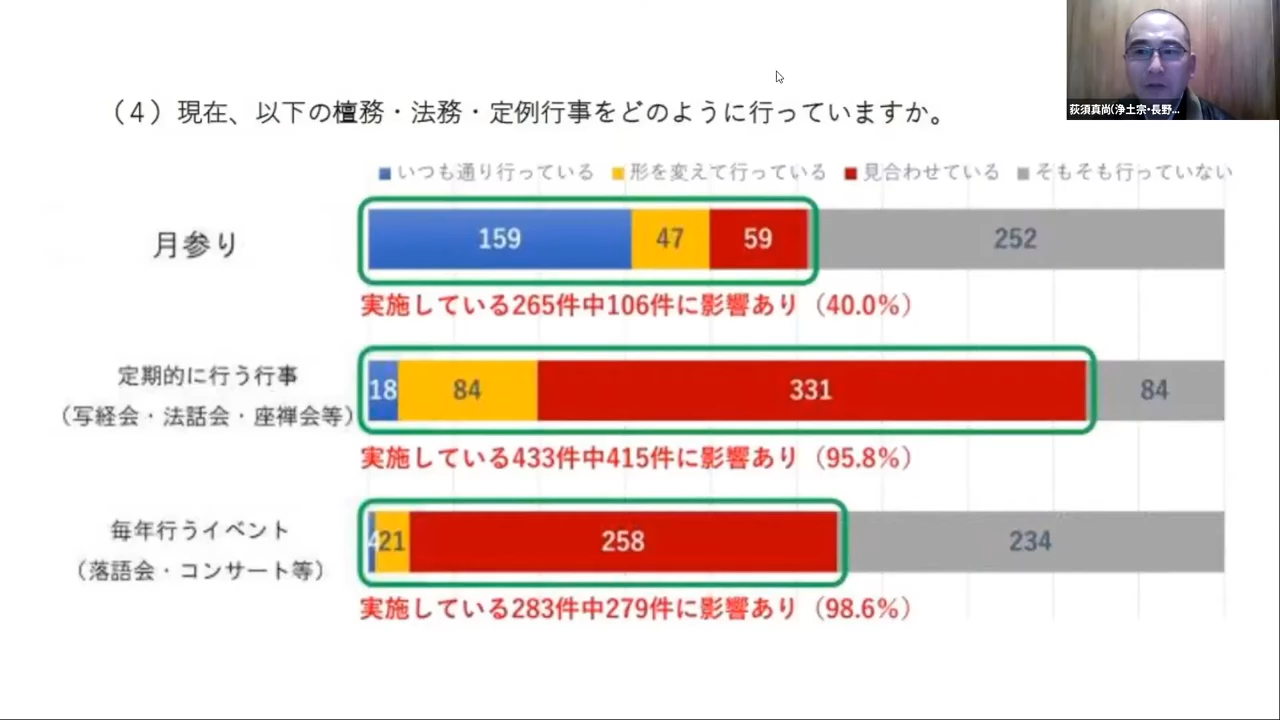 荻須真尚(浄土宗・長野...
（4）現在、以下の檀務・法務・定例行事をどのように行っていますか。
いつも通り行っている 形を変えて行っている 見合わせている そもそも行っていない
月参り
159 47 59 252
実施している265件中106件に影響あり（40.0%）
定期的に行う行事
（写経会・法話会・座禅会等）
18 84 331 84
実施している433件中415件に影響あり（95.8%）
毎年行うイベント
（落語会・コンサート等）
4 21 258 234
実施している283件中279件に影響あり（98.6%）